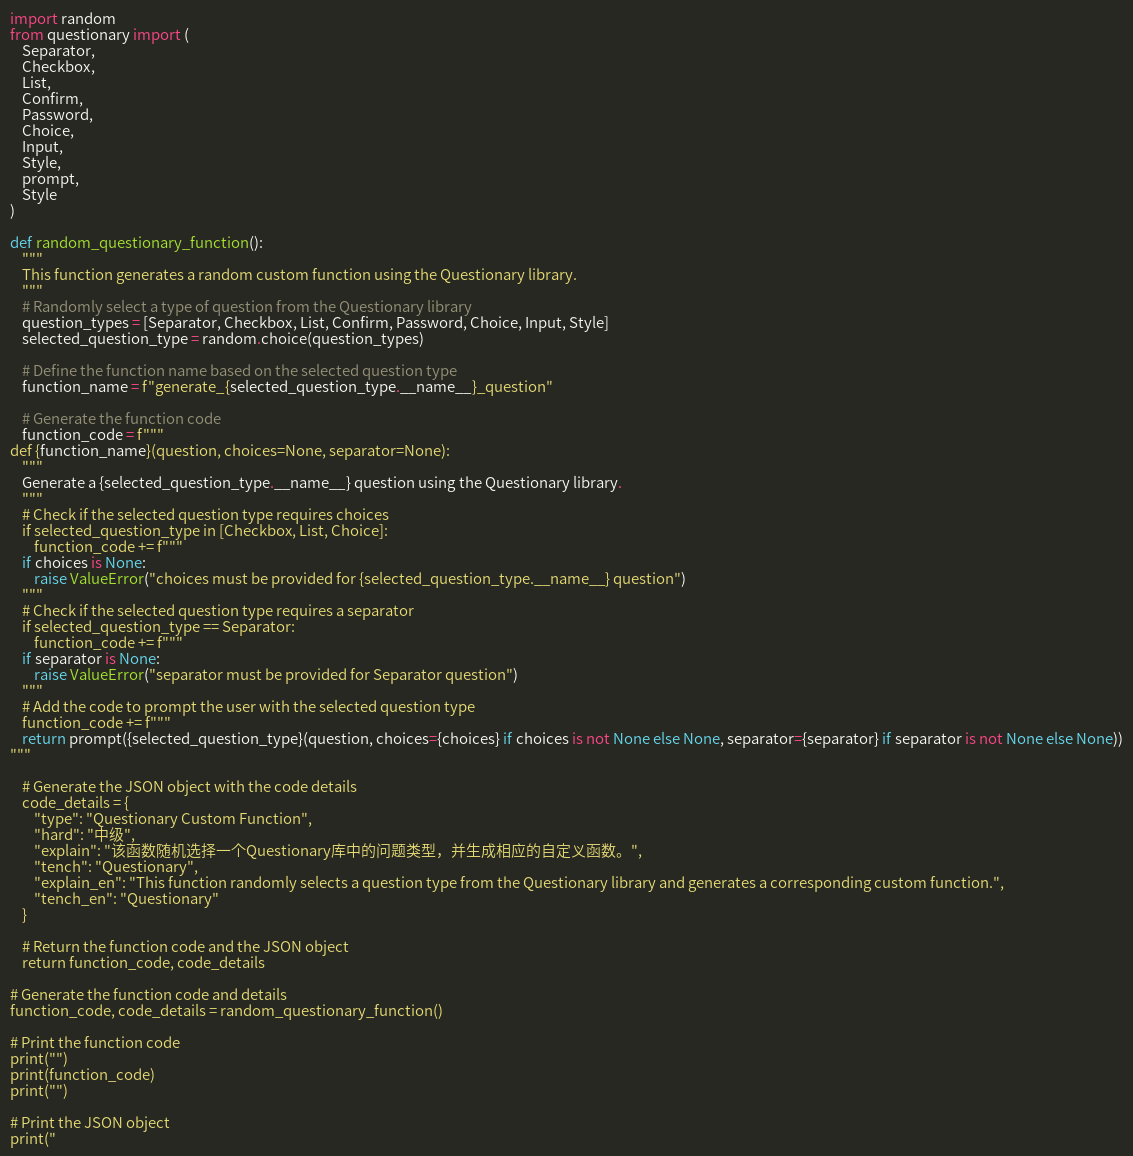 import random
from questionary import (
    Separator,
    Checkbox,
    List,
    Confirm,
    Password,
    Choice,
    Input,
    Style,
    prompt,
    Style
)

def random_questionary_function():
    """
    This function generates a random custom function using the Questionary library.
    """
    # Randomly select a type of question from the Questionary library
    question_types = [Separator, Checkbox, List, Confirm, Password, Choice, Input, Style]
    selected_question_type = random.choice(question_types)

    # Define the function name based on the selected question type
    function_name = f"generate_{selected_question_type.__name__}_question"

    # Generate the function code
    function_code = f"""
def {function_name}(question, choices=None, separator=None):
    """
    Generate a {selected_question_type.__name__} question using the Questionary library.
    """
    # Check if the selected question type requires choices
    if selected_question_type in [Checkbox, List, Choice]:
        function_code += f"""
    if choices is None:
        raise ValueError("choices must be provided for {selected_question_type.__name__} question")
    """
    # Check if the selected question type requires a separator
    if selected_question_type == Separator:
        function_code += f"""
    if separator is None:
        raise ValueError("separator must be provided for Separator question")
    """
    # Add the code to prompt the user with the selected question type
    function_code += f"""
    return prompt({selected_question_type}(question, choices={choices} if choices is not None else None, separator={separator} if separator is not None else None))
"""

    # Generate the JSON object with the code details
    code_details = {
        "type": "Questionary Custom Function",
        "hard": "中级",
        "explain": "该函数随机选择一个Questionary库中的问题类型，并生成相应的自定义函数。",
        "tench": "Questionary",
        "explain_en": "This function randomly selects a question type from the Questionary library and generates a corresponding custom function.",
        "tench_en": "Questionary"
    }

    # Return the function code and the JSON object
    return function_code, code_details

# Generate the function code and details
function_code, code_details = random_questionary_function()

# Print the function code
print("")
print(function_code)
print("")

# Print the JSON object
print("